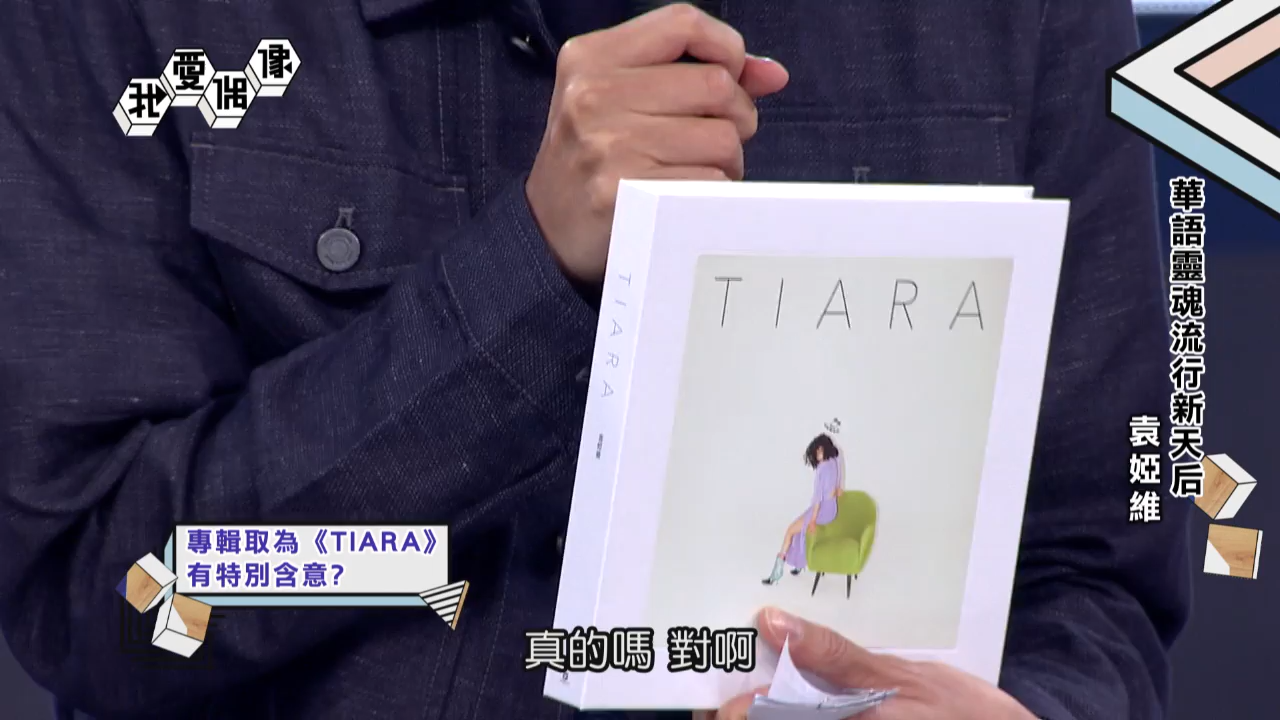 我愛偶像
華語靈魂流行新天后
袁婭維
TIARA
TIARA
專輯取為《TIARA》
有特別含意?
真的嗎 對啊